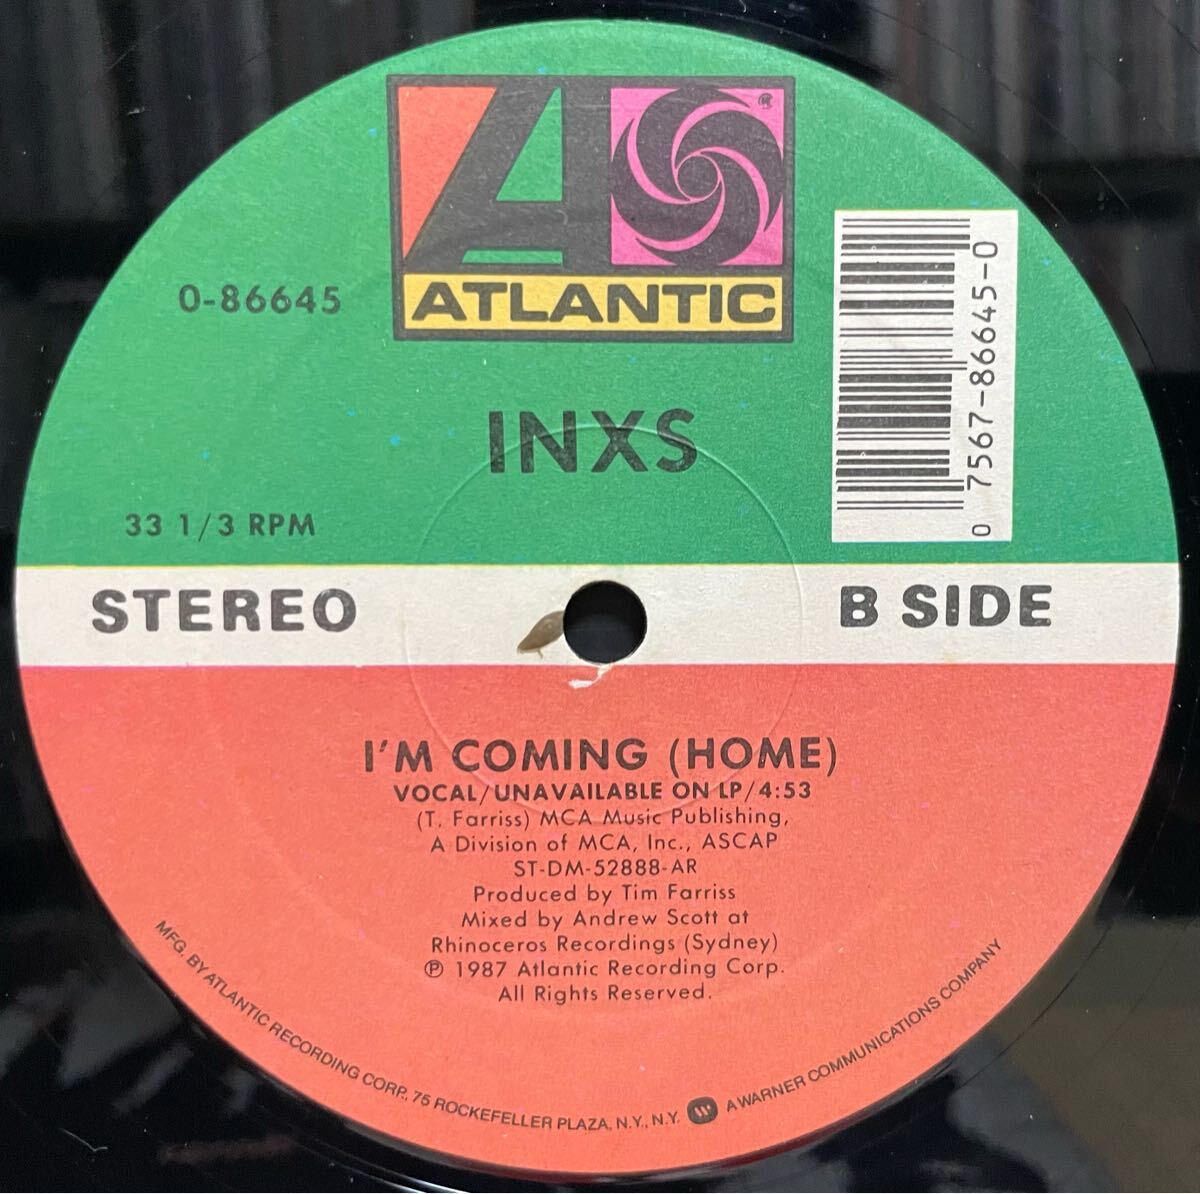 ATLANTIC
0-86645
0 7567-86645-0
INXS
33 1/3 RPM
STEREO
B SIDE
I'M COMING (HOME)
VOCAL/UNAVAILABLE ON LP/4:53
(T. Farriss) MCA Music Publishing,
A Division of MCA, Inc., ASCAP
ST-DM-52888-AR
Produced by Tim Farriss
Mixed by Andrew Scott at
Rhinoceros Recordings (Sydney)
℗ 1987 Atlantic Recording Corp.
All Rights Reserved.
MFG. BY ATLANTIC RECORDING CORP., 75 ROCKEFELLER PLAZA, N.Y., N.Y. A WARNER COMMUNICATIONS COMPANY